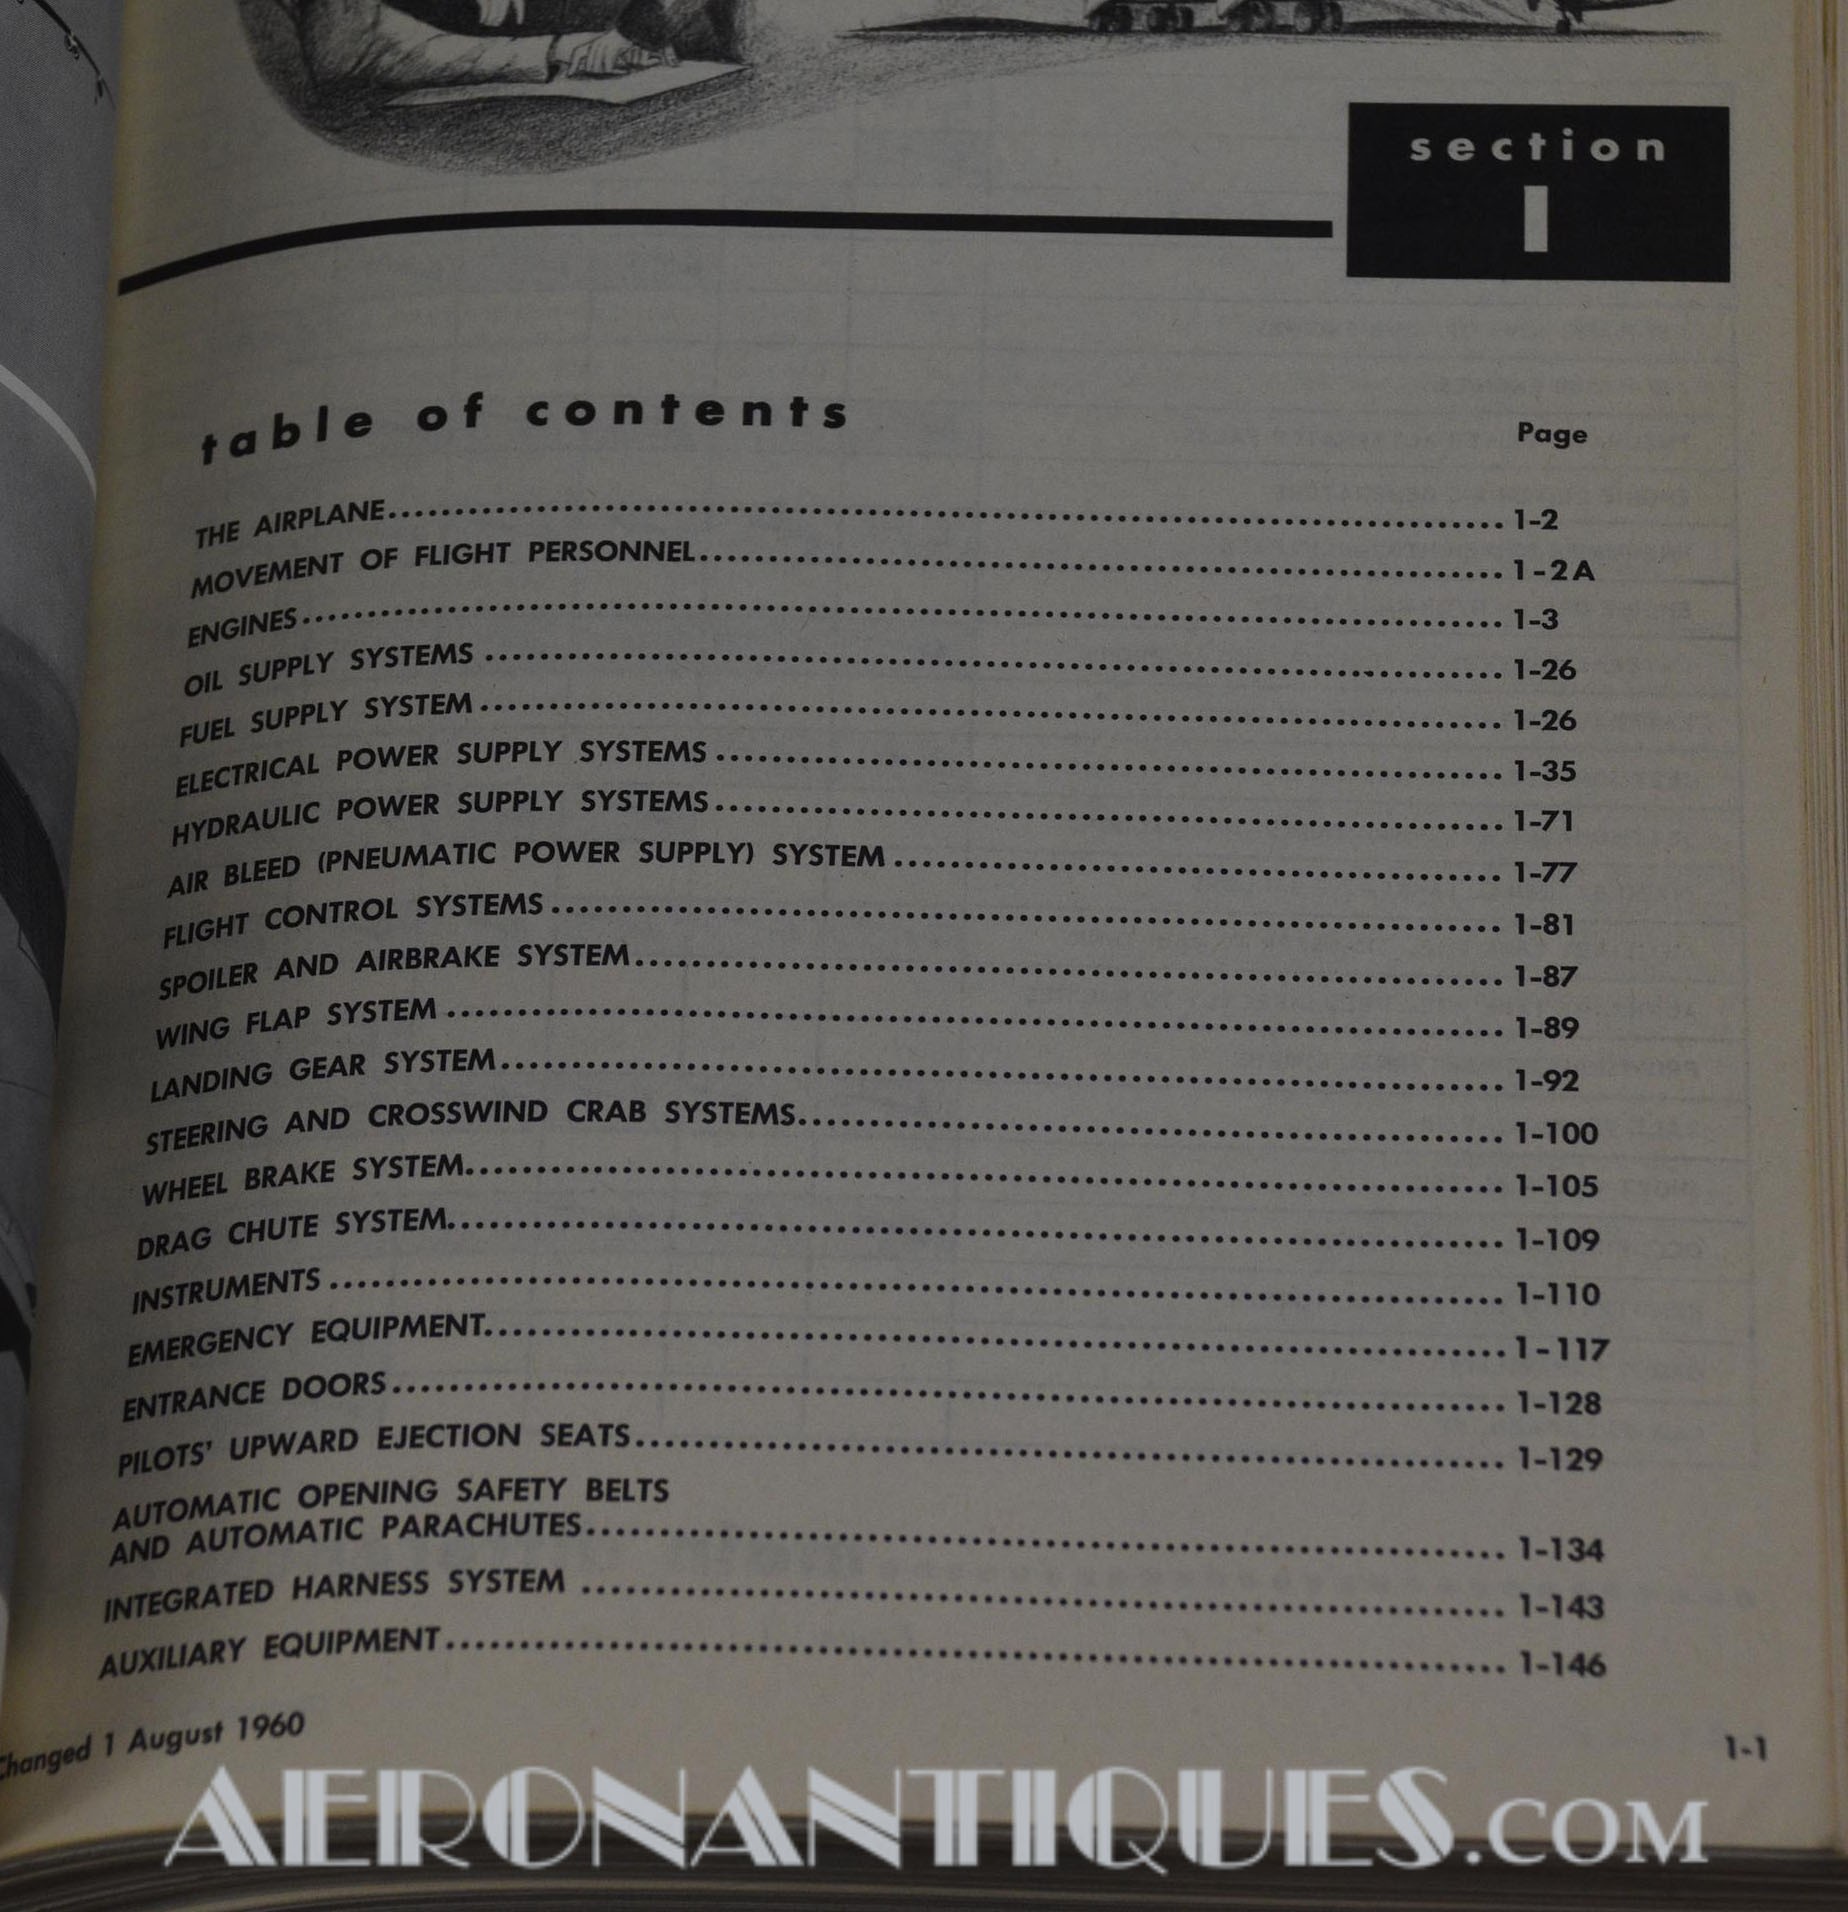 section
I
table of contents
Page
THE AIRPLANE 1-2
MOVEMENT OF FLIGHT PERSONNEL 1-2A
ENGINES 1-3
OIL SUPPLY SYSTEMS 1-26
FUEL SUPPLY SYSTEM 1-26
ELECTRICAL POWER SUPPLY SYSTEMS 1-35
HYDRAULIC POWER SUPPLY SYSTEMS 1-71
AIR BLEED (PNEUMATIC POWER SUPPLY) SYSTEM 1-77
FLIGHT CONTROL SYSTEMS 1-81
SPOILER AND AIRBRAKE SYSTEM 1-87
WING FLAP SYSTEM 1-89
LANDING GEAR SYSTEM 1-92
STEERING AND CROSSWIND CRAB SYSTEMS 1-100
WHEEL BRAKE SYSTEM 1-105
DRAG CHUTE SYSTEM 1-109
INSTRUMENTS 1-110
EMERGENCY EQUIPMENT 1-117
ENTRANCE DOORS 1-128
PILOTS' UPWARD EJECTION SEATS 1-129
AUTOMATIC OPENING SAFETY BELTS
AND AUTOMATIC PARACHUTES 1-134
INTEGRATED HARNESS SYSTEM 1-143
AUXILIARY EQUIPMENT 1-146
Changed 1 August 1960
1-1
AERONANTIQUES.COM